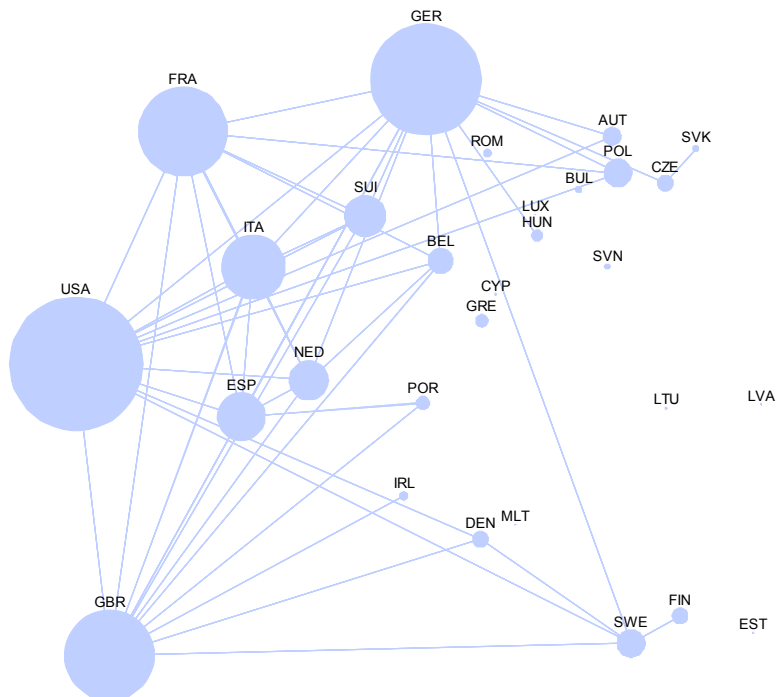 GER
FRA
AUT
SVK
ROM
POL
CZE
BUL
SUI
LUX
HUN
ITA
BEL
SVN
USA
CYP
GRE
NED
ESP
POR
LTU
LVA
IRL
DEN
MLT
GBR
FIN
SWE
EST